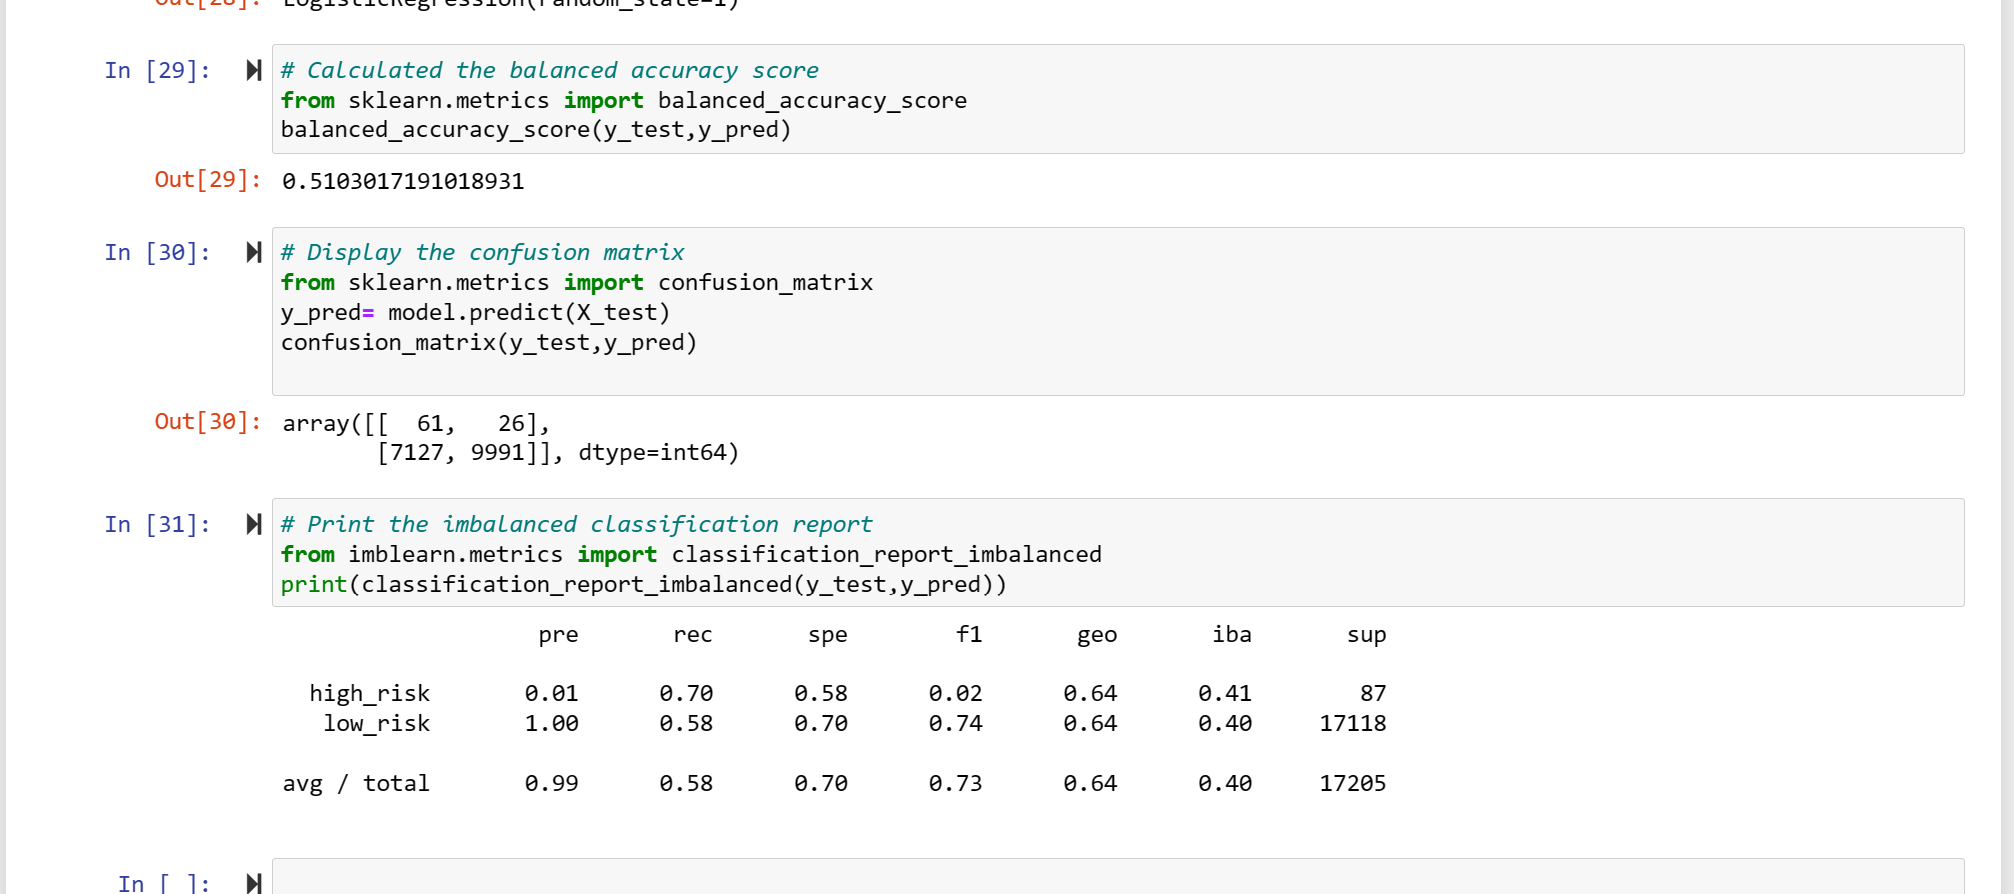 Out[28]: LogisticRegression(random_state=1)
In [29]: # Calculated the balanced accuracy score
from sklearn.metrics import balanced_accuracy_score
balanced_accuracy_score(y_test,y_pred)
Out[29]: 0.5103017191018931
In [30]: # Display the confusion matrix
from sklearn.metrics import confusion_matrix
y_pred= model.predict(X_test)
confusion_matrix(y_test,y_pred)
Out[30]: array([[  61,   26],
       [7127, 9991]], dtype=int64)
In [31]: # Print the imbalanced classification report
from imblearn.metrics import classification_report_imbalanced
print(classification_report_imbalanced(y_test,y_pred))
pre rec spe f1 geo iba sup
high_risk 0.01 0.70 0.58 0.02 0.64 0.41 87
low_risk 1.00 0.58 0.70 0.74 0.64 0.40 17118
avg / total 0.99 0.58 0.70 0.73 0.64 0.40 17205
In [ ]: